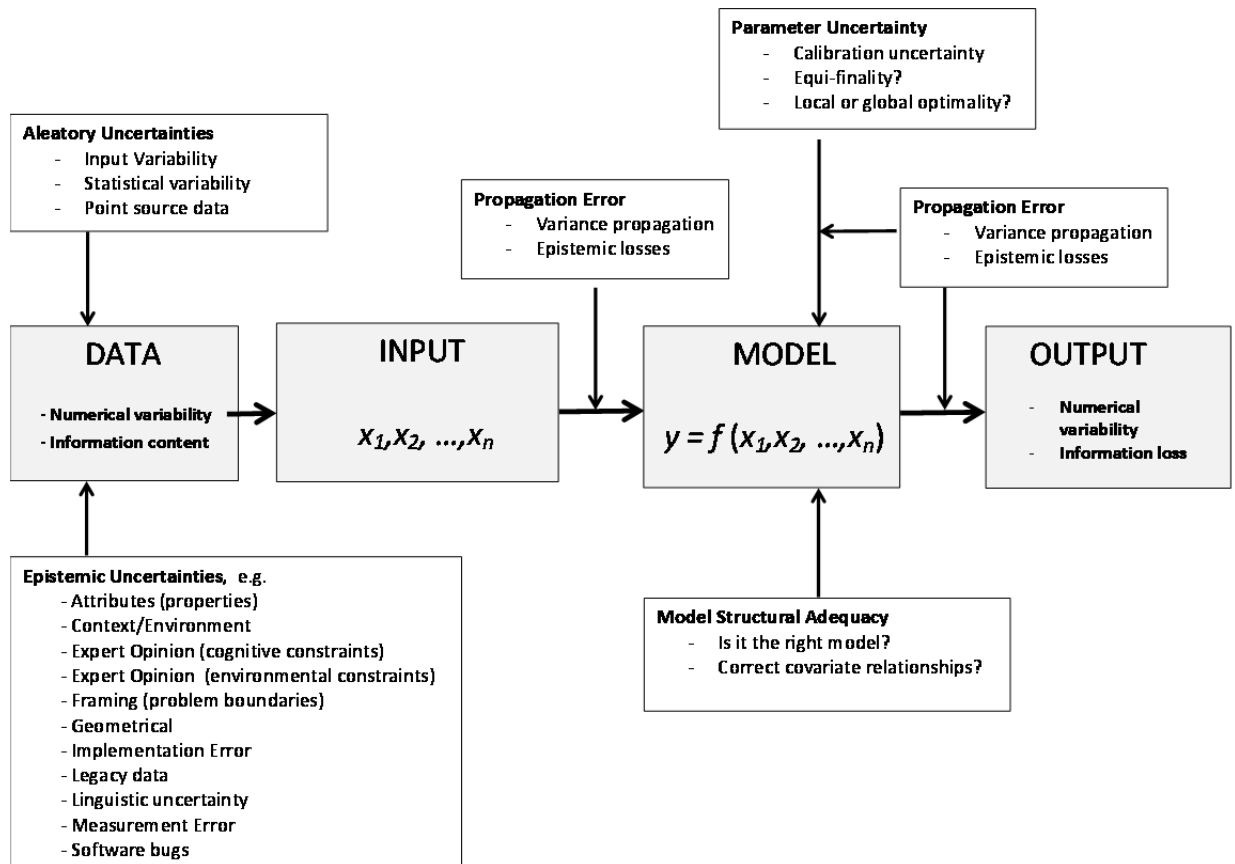 Parameter Uncertainty
- Calibration uncertainty
- Equi-finality?
- Local or global optimality?
Aleatory Uncertainties
- Input Variability
- Statistical variability
- Point source data
Propagation Error
- Variance propagation
- Epistemic losses
Propagation Error
- Variance propagation
- Epistemic losses
DATA
- Numerical variability
- Information content
INPUT
x1,x2, ...,xn
MODEL
y = f (x1,x2, ...,xn)
OUTPUT
- Numerical
variability
- Information loss
Epistemic Uncertainties, e.g.
- Attributes (properties)
- Context/Environment
- Expert Opinion (cognitive constraints)
- Expert Opinion (environmental constraints)
- Framing (problem boundaries)
- Geometrical
- Implementation Error
- Legacy data
- Linguistic uncertainty
- Measurement Error
- Software bugs
Model Structural Adequacy
- Is it the right model?
- Correct covariate relationships?